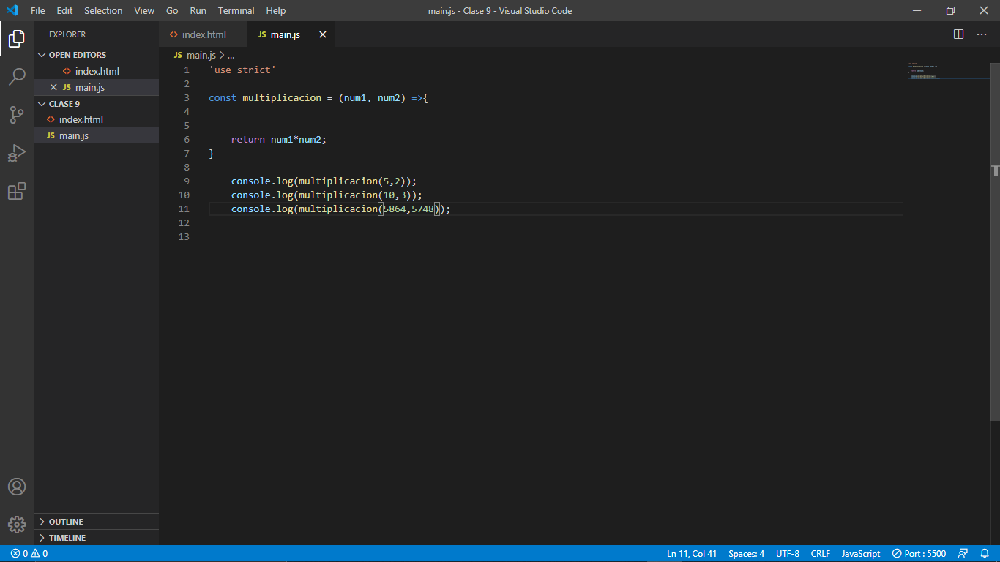 File Edit Selection View Go Run Terminal Help
main.js - Clase 9 - Visual Studio Code
EXPLORER
OPEN EDITORS
index.html
JS main.js
CLASE 9
index.html
JS main.js
OUTLINE
TIMELINE
index.html
JS main.js
JS main.js > ...
1 'use strict'
2
3 const multiplicacion = (num1, num2) =>{
4
5
6 return num1*num2;
7 }
8
9 console.log(multiplicacion(5,2));
10 console.log(multiplicacion(10,3));
11 console.log(multiplicacion(5864,5748));
12
13
0 0
Ln 11, Col 41 Spaces: 4 UTF-8 CRLF JavaScript Port : 5500